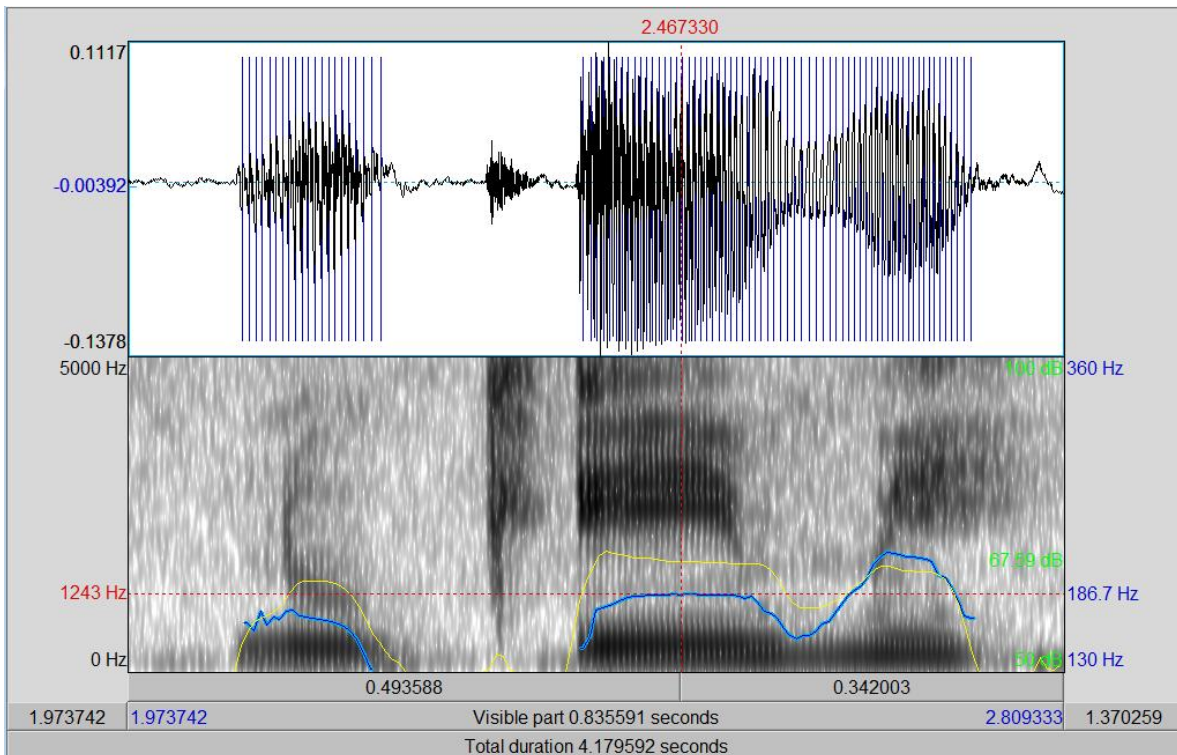 2.467330
0.1117
-0.00392
-0.1378
5000 Hz 100 dB 360 Hz
67.59 dB
1243 Hz 186.7 Hz
0 Hz 50 dB 130 Hz
0.493588 0.342003
1.973742 1.973742 Visible part 0.835591 seconds 2.809333 1.370259
Total duration 4.179592 seconds